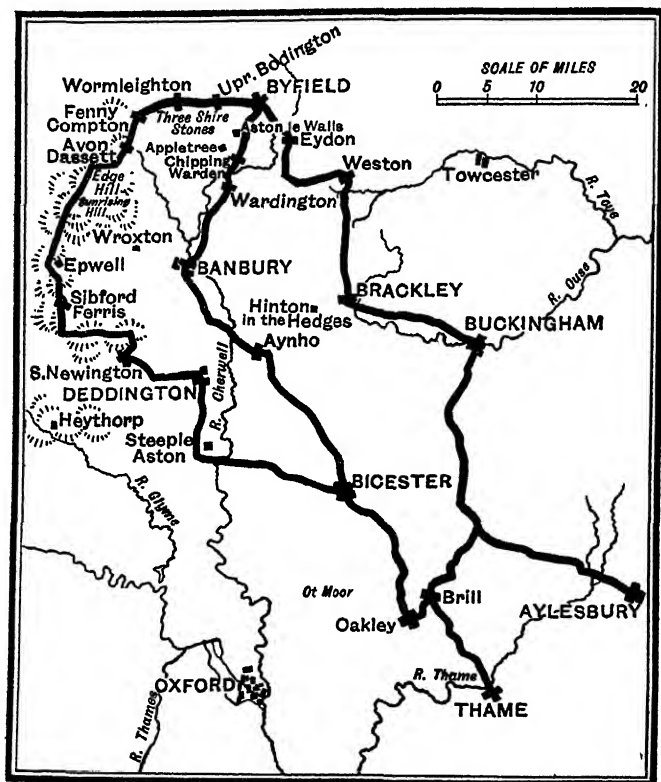 Wormleighton
Upr. Bodington
BYFIELD
SCALE OF MILES
0 5 10 20
Fenny
Compton
Three Shire
Stones
Avon
Dassett
Appletree
Aston le Walls
Chipping
Warden
Eydon
Weston
Towcester
R. Tove
Edge
Hill
Sunrising
Hill
Wardington
Wroxton
Epwell
BANBURY
Sibford
Ferris
Hinton
in the Hedges
BRACKLEY
R. Ouse
BUCKINGHAM
Aynho
S. Newington
DEDDINGTON
R. Cherwell
Heythorp
Steeple
Aston
R. Glyme
BICESTER
Ot Moor
Oakley
Brill
AYLESBURY
OXFORD
R. Thames
R. Thame
THAME